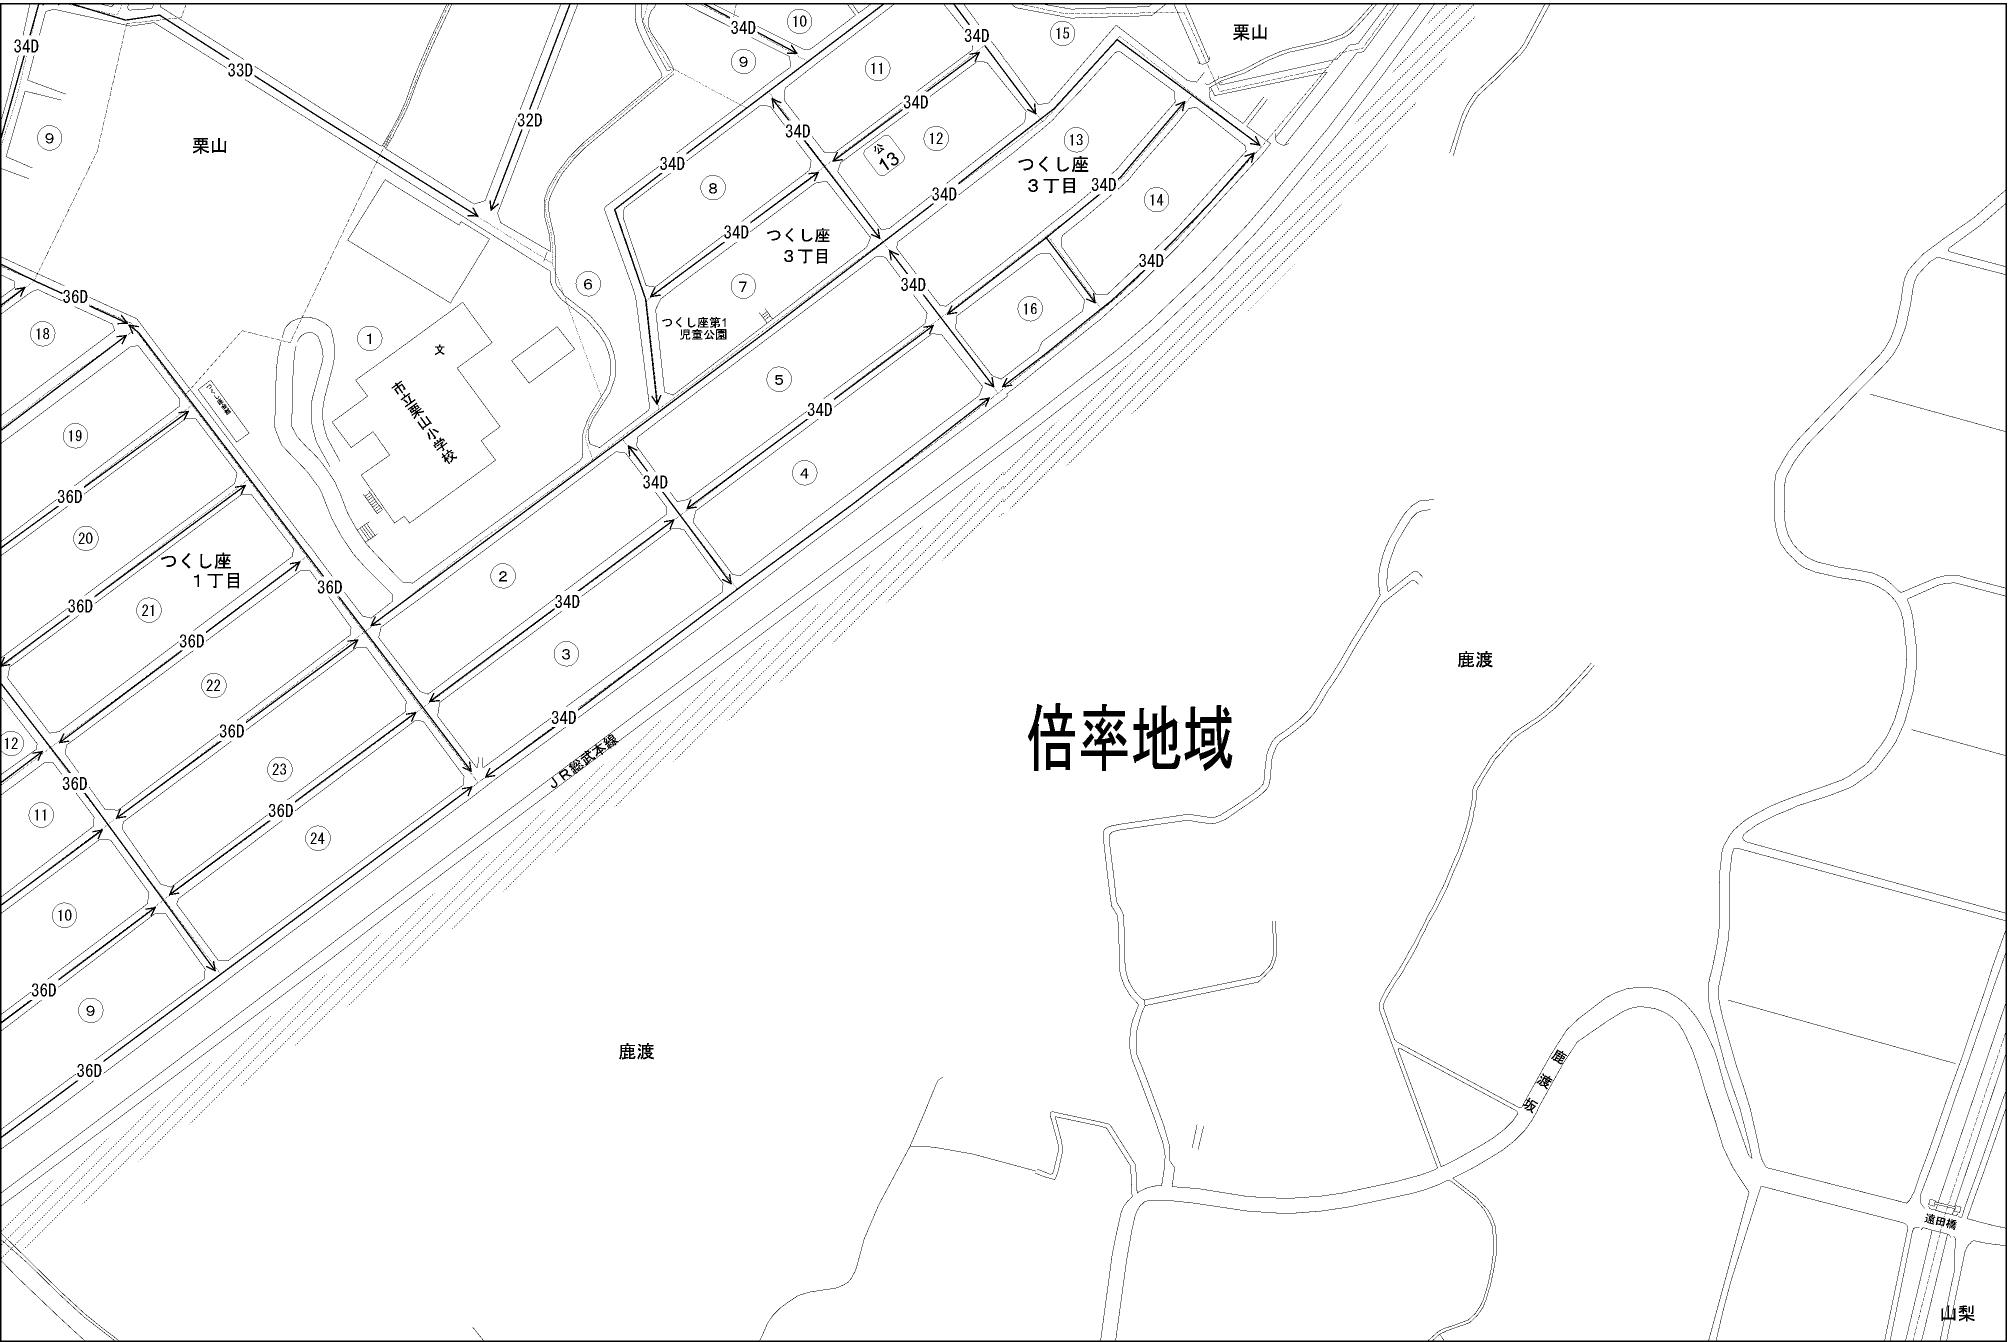 34D
33D
⑨
栗山
32D
34D
⑩
⑨
34D
⑮
栗山
⑪
34D
34D
⑫
公
13
⑬
つくし座
3丁目
34D
34D
⑭
34D
⑧
34D
34D
つくし座
3丁目
⑦
つくし座第1
児童公園
⑥
34D
34D
⑯
36D
⑱
①
文
市立栗山小学校
⑲
36D
⑳
つくし座
1丁目
36D
㉑
36D
36D
㉒
36D
⑤
34D
④
34D
②
34D
③
34D
JR総武本線
⑫
36D
㉓
36D
⑪
㉔
⑩
36D
⑨
36D
倍率地域
鹿渡
鹿渡
鹿渡坂
遠田橋
山梨